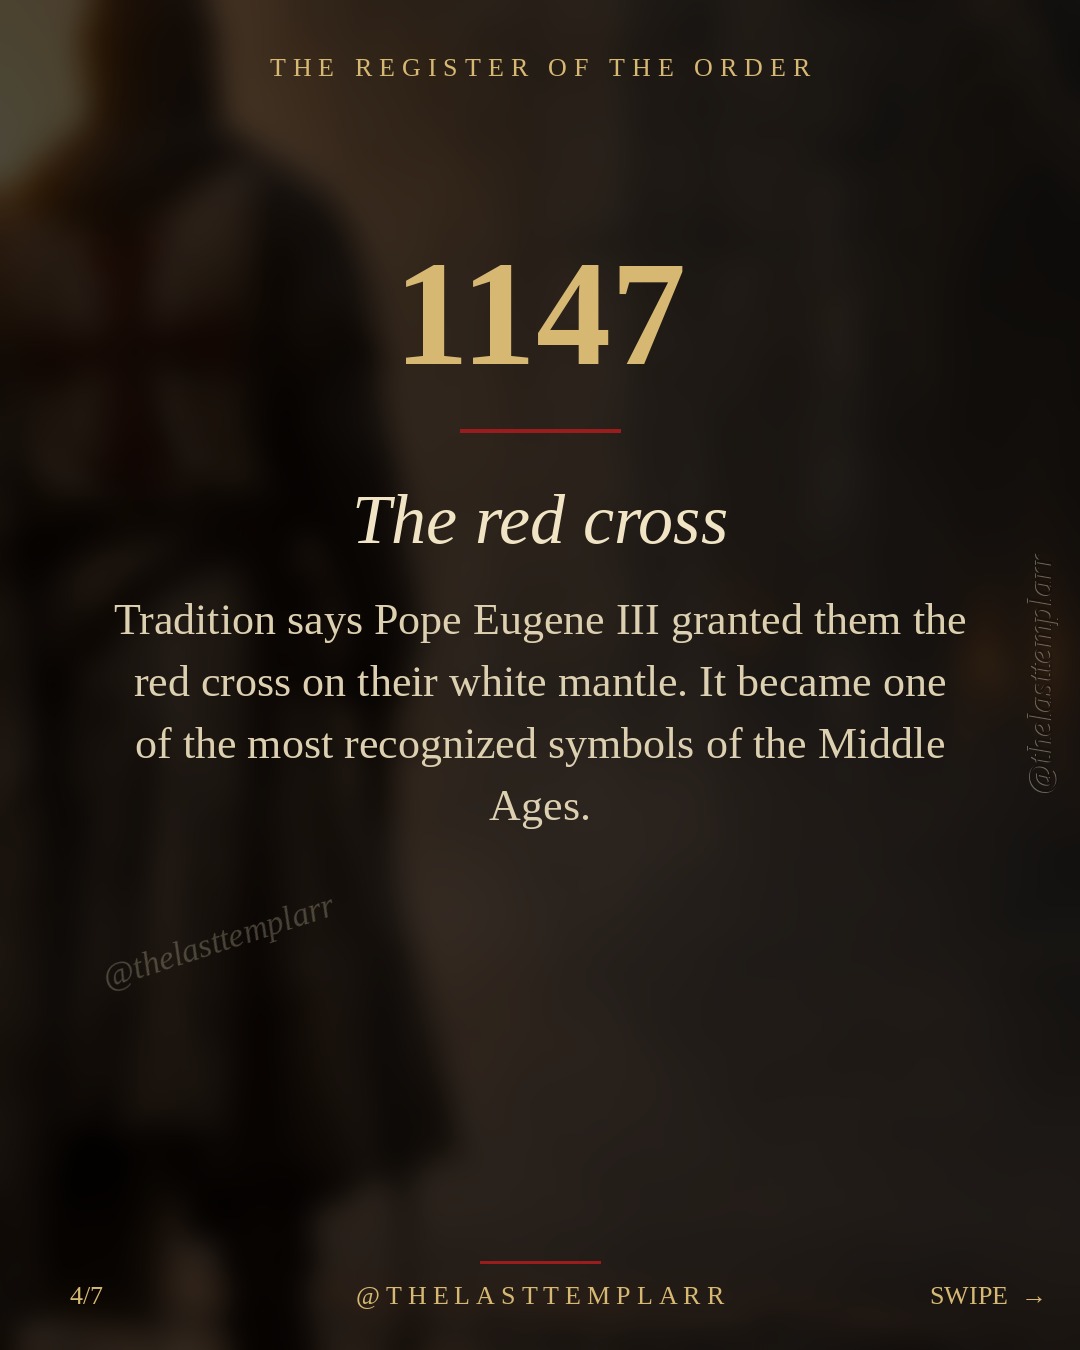 THE REGISTER OF THE ORDER
1147
The red cross
Tradition says Pope Eugene III granted them the
red cross on their white mantle. It became one
of the most recognized symbols of the Middle
Ages.
@thelasttemplarr
@thelasttemplarr
4/7
@THELASTTEMPLARR
SWIPE →